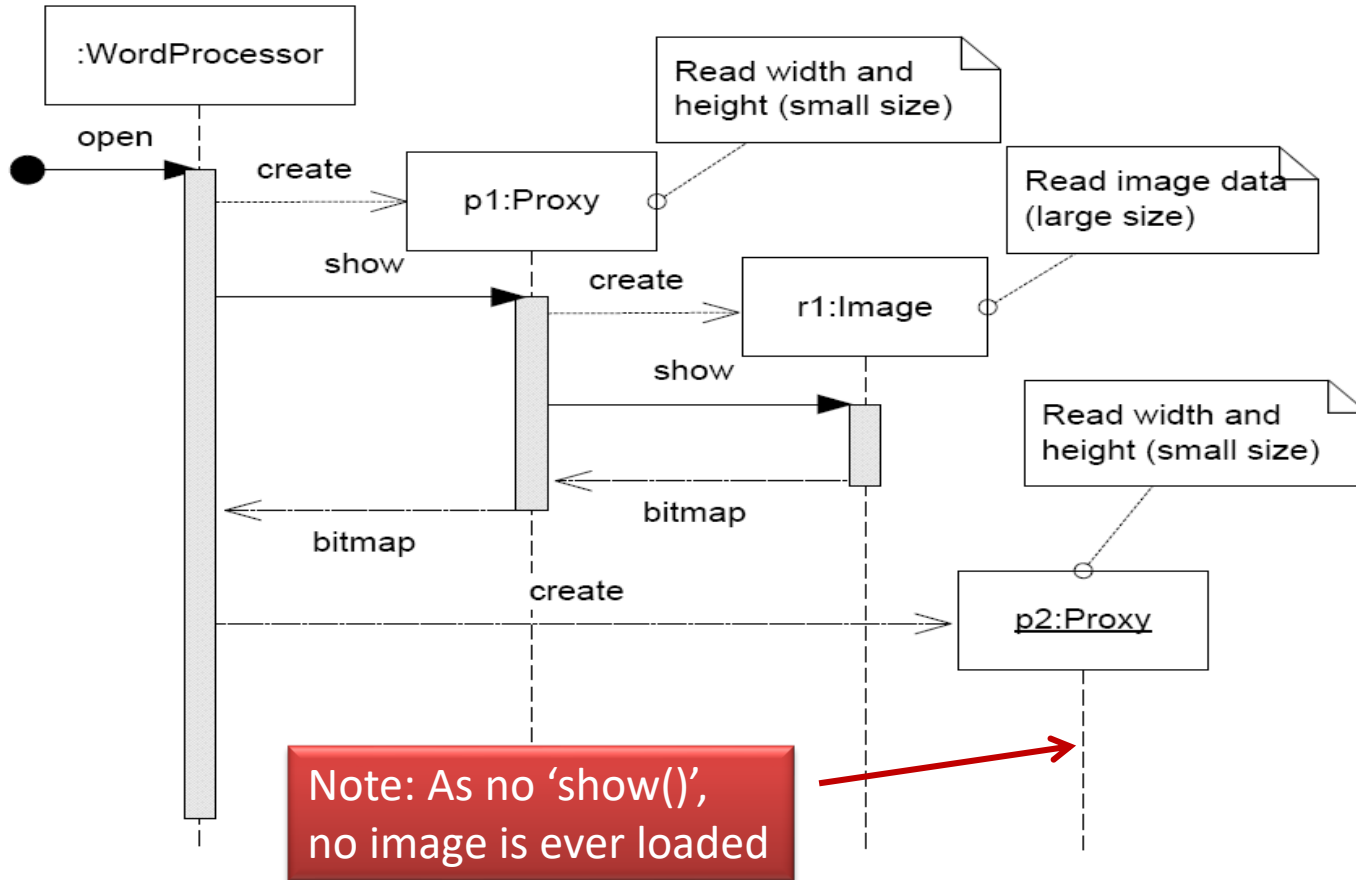 :WordProcessor
Read width and
height (small size)
open
create
p1:Proxy
Read image data
(large size)
show
create
r1:Image
show
Read width and
height (small size)
bitmap
bitmap
create
p2:Proxy
Note: As no ‘show()’,
no image is ever loaded